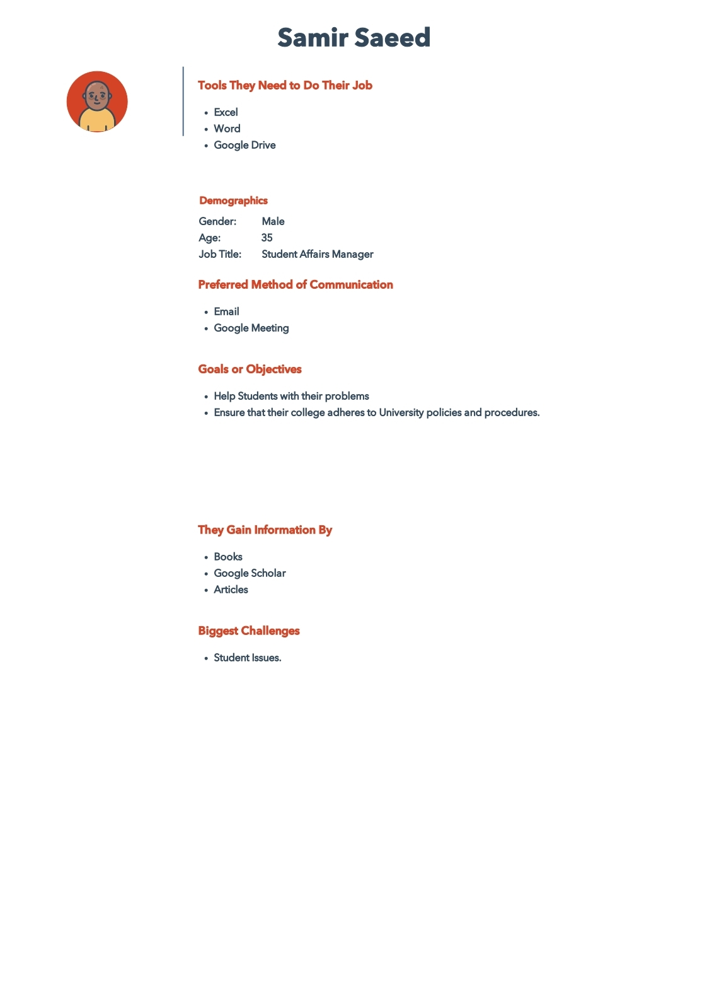 Samir Saeed
Tools They Need to Do Their Job
• Excel
• Word
• Google Drive
Demographics
Gender: Male
Age: 35
Job Title: Student Affairs Manager
Preferred Method of Communication
• Email
• Google Meeting
Goals or Objectives
• Help Students with their problems
• Ensure that their college adheres to University policies and procedures.
They Gain Information By
• Books
• Google Scholar
• Articles
Biggest Challenges
• Student Issues.